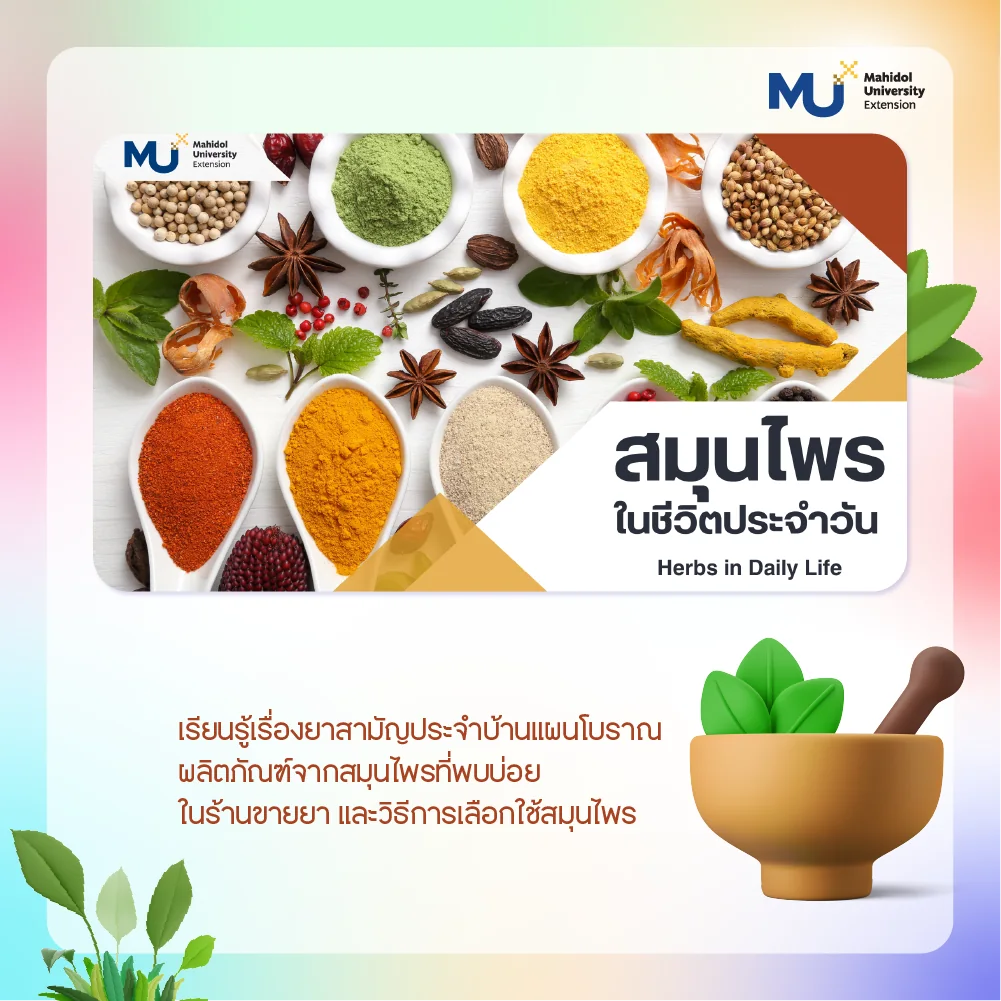 Mahidol
University
Extension
Mahidol
University
Extension
สมุนไพร
ในชีวิตประจำวัน
Herbs in Daily Life
เรียนรู้เรื่องยาสามัญประจำบ้านแผนโบราณ
ผลิตภัณฑ์จากสมุนไพรที่พบบ่อย
ในร้านขายยา และวิธีการเลือกใช้สมุนไพร